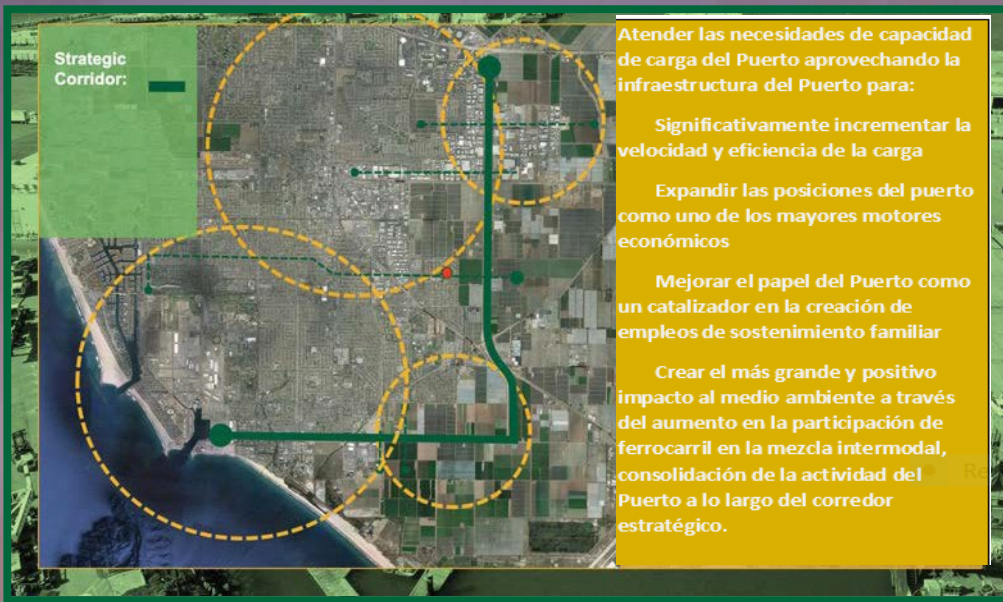 Strategic
Corridor:
Atender las necesidades de capacidad
de carga del Puerto aprovechando la
infraestructura del Puerto para:
Significativamente incrementar la
velocidad y eficiencia de la carga
Expandir las posiciones del puerto
como uno de los mayores motores
económicos
Mejorar el papel del Puerto como
un catalizador en la creación de
empleos de sostenimiento familiar
Crear el más grande y positivo
impacto al medio ambiente a través
del aumento en la participación de
ferrocarril en la mezcla intermodal,
consolidación de la actividad del
Puerto a lo largo del corredor
estratégico.